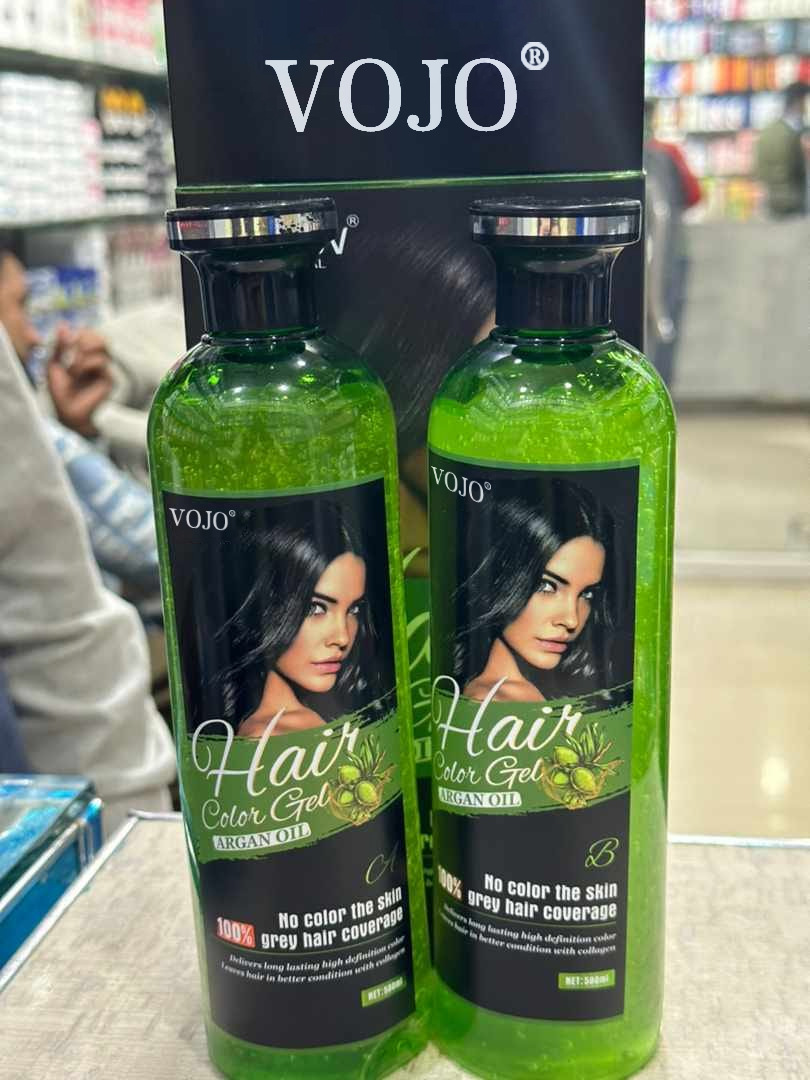 VOJO®
VOJO®
Hair
Color Gel
ARGAN OIL
A
No color the skin
100% grey hair coverage
Delivers long lasting high definition color
Leaves hair in better condition with collagen
NET:500ml
VOJO®
Hair
Color Gel
ARGAN OIL
B
No color the skin
100% grey hair coverage
Delivers long lasting high definition color
Leaves hair in better condition with collagen
NET:500ml